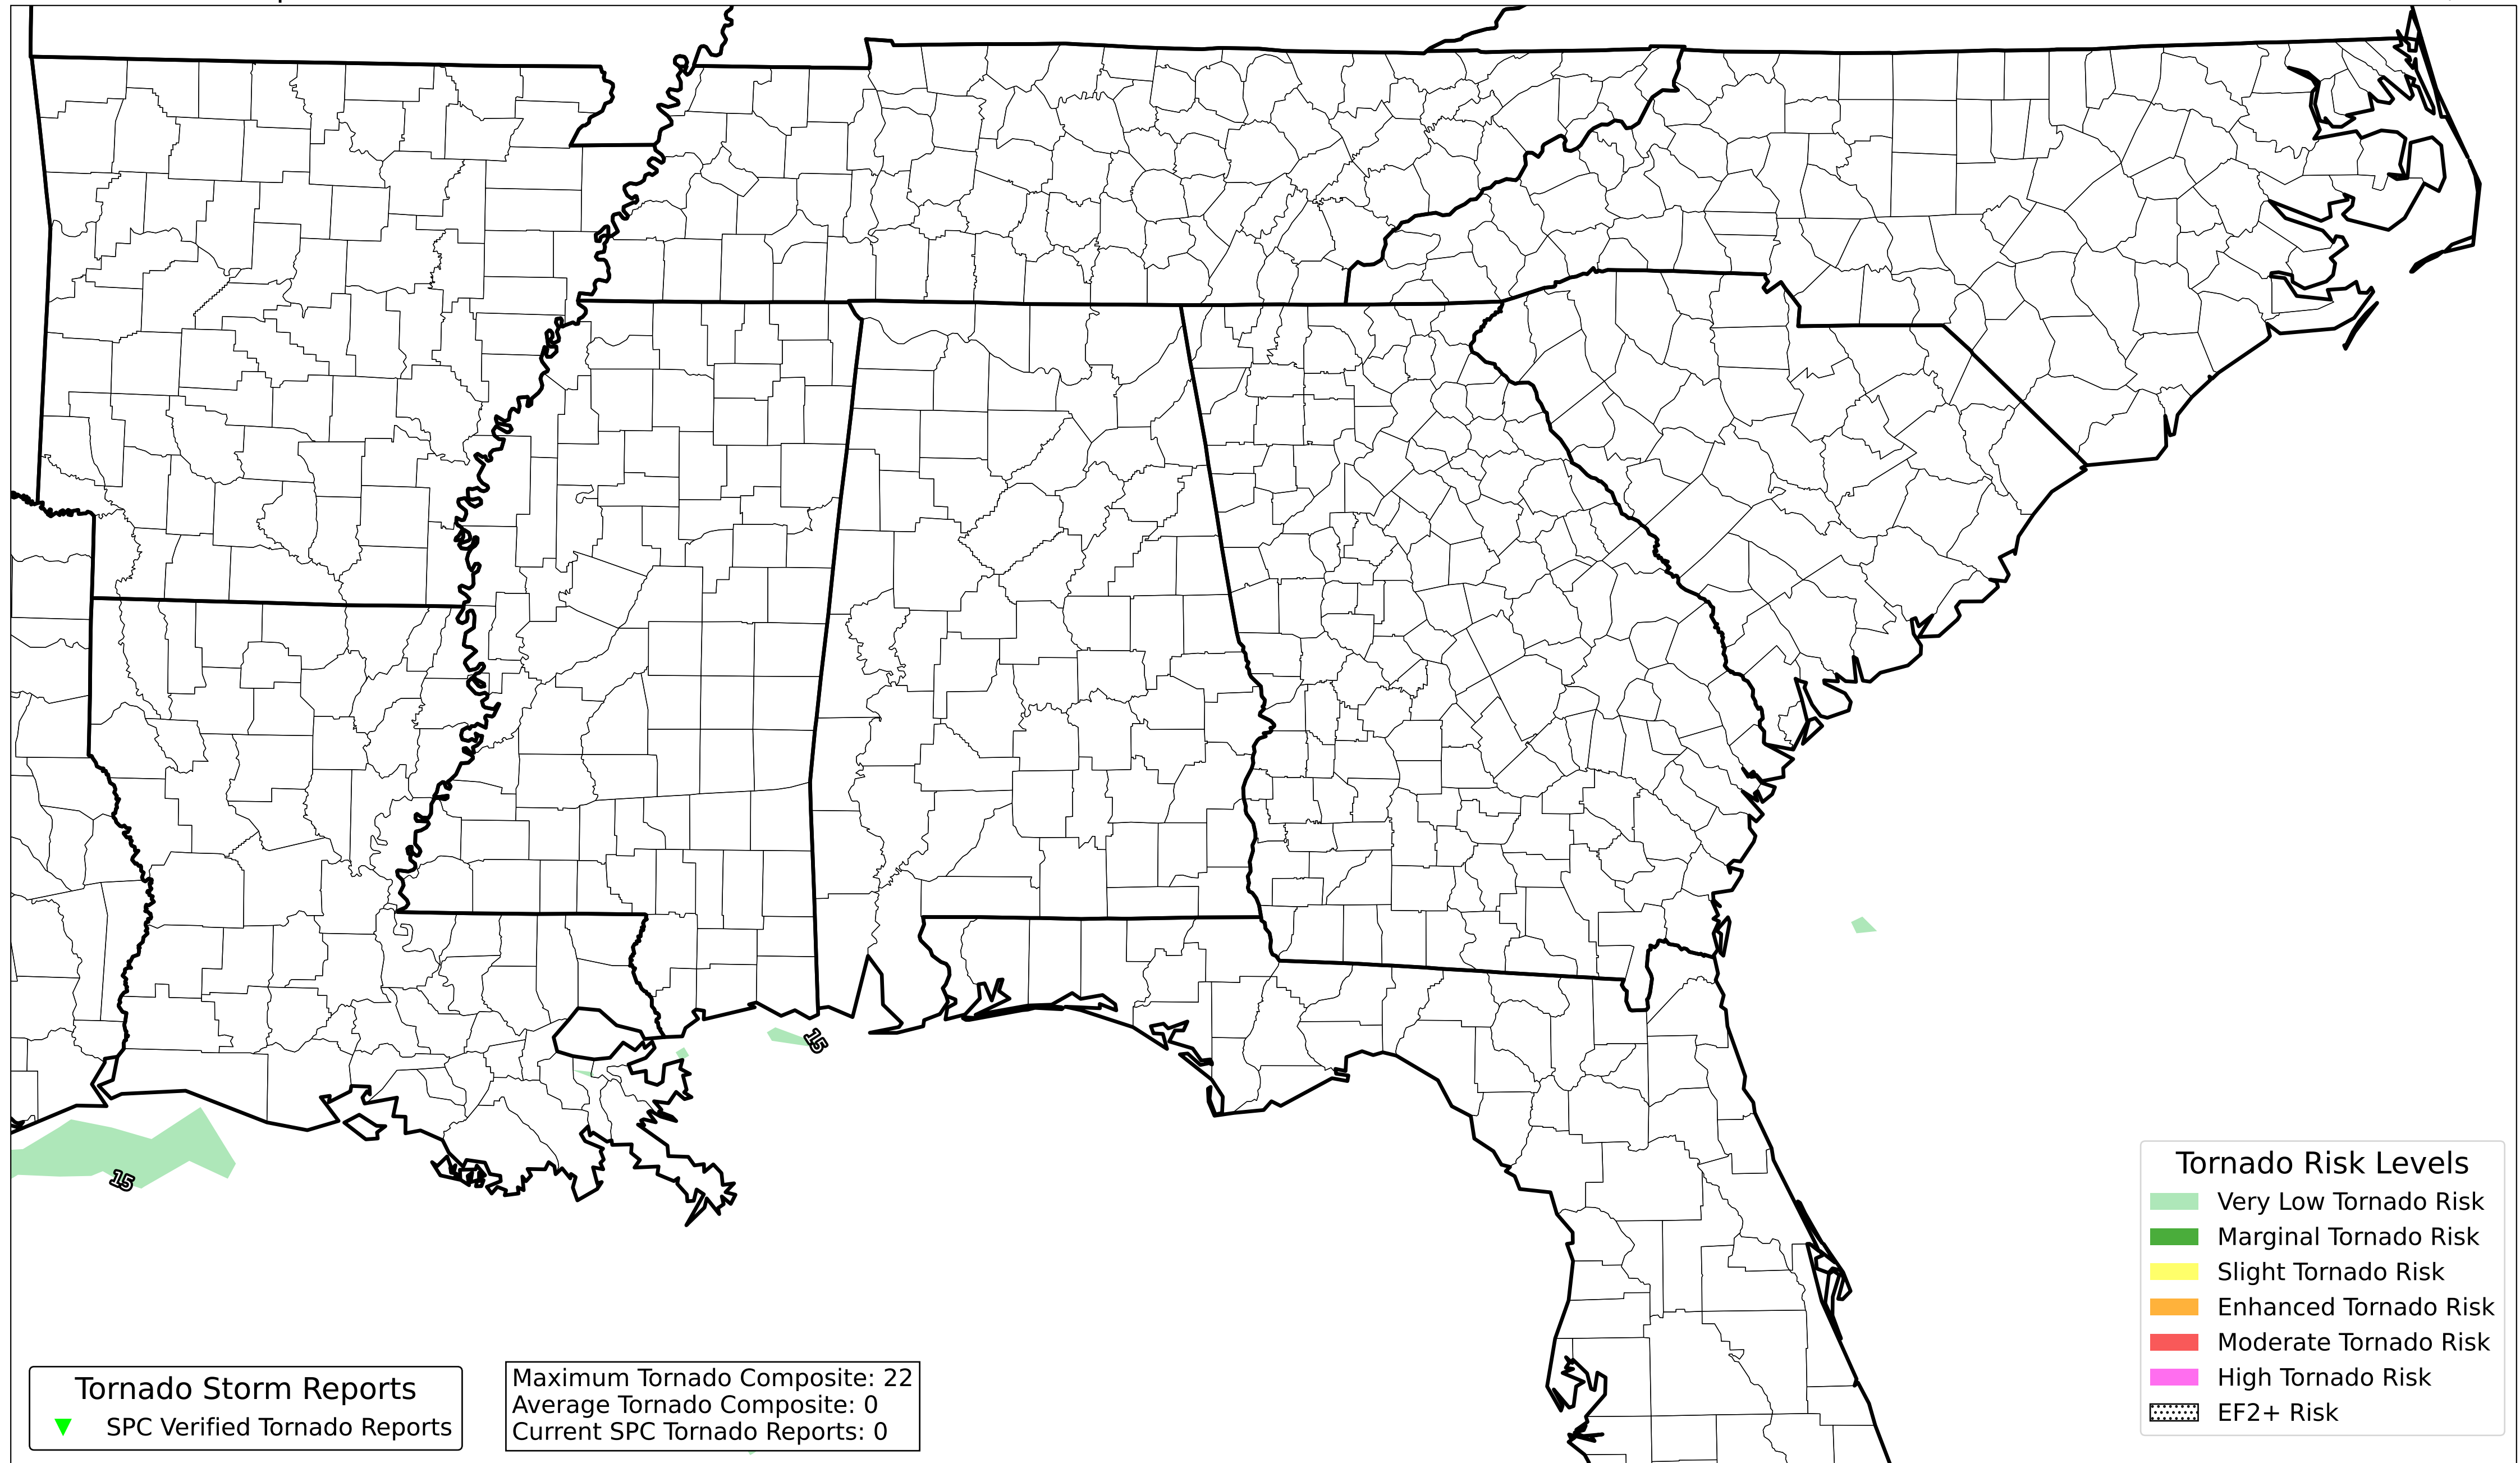 15
15
Tornado Risk Levels
Very Low Tornado Risk
Marginal Tornado Risk
Slight Tornado Risk
Enhanced Tornado Risk
Moderate Tornado Risk
High Tornado Risk
EF2+ Risk
Tornado Storm Reports
SPC Verified Tornado Reports
Maximum Tornado Composite: 22
Average Tornado Composite: 0
Current SPC Tornado Reports: 0